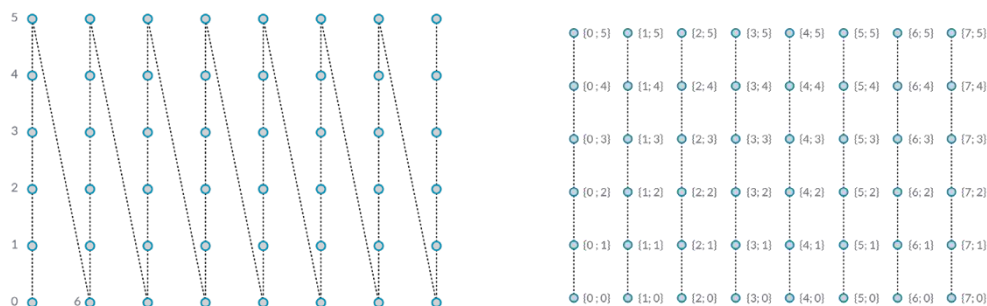 5
{0 ; 5} {1; 5} {2; 5} {3; 5} {4; 5} {5; 5} {6; 5} {7; 5}
4
{0 ; 4} {1; 4} {2; 4} {3; 4} {4; 4} {5; 4} {6; 4} {7; 4}
3
{0 ; 3} {1; 3} {2; 3} {3; 3} {4; 3} {5; 3} {6; 3} {7; 3}
2
{0 ; 2} {1; 2} {2; 2} {3; 2} {4; 2} {5; 2} {6; 2} {7; 2}
1
{0 ; 1} {1; 1} {2; 1} {3; 1} {4; 1} {5; 1} {6; 1} {7; 1}
0 6
{0 ; 0} {1; 0} {2; 0} {3; 0} {4; 0} {5; 0} {6; 0} {7; 0}